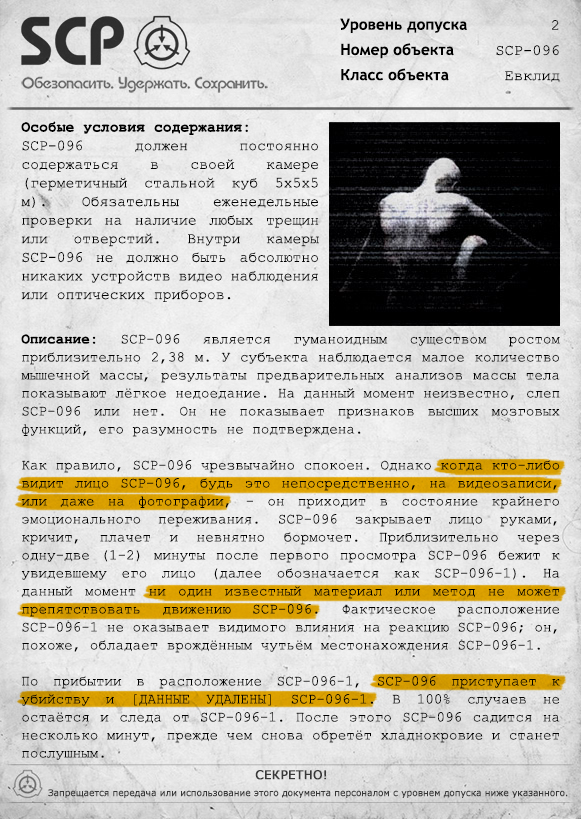 SCP
Обезопасить. Удержать. Сохранить.
Уровень допуска 2
Номер объекта SCP-096
Класс объекта Евклид
Особые условия содержания:
SCP-096 должен постоянно
содержаться в своей камере
(герметичный стальной куб 5x5x5
м). Обязательны еженедельные
проверки на наличие любых трещин
или отверстий. Внутри камеры
SCP-096 не должно быть абсолютно
никаких устройств видео наблюдения
или оптических приборов.
Описание: SCP-096 является гуманоидным существом ростом
приблизительно 2,38 м. У субъекта наблюдается малое количество
мышечной массы, результаты предварительных анализов массы тела
показывают лёгкое недоедание. На данный момент неизвестно, слеп
SCP-096 или нет. Он не показывает признаков высших мозговых
функций, его разумность не подтверждена.
Как правило, SCP-096 чрезвычайно спокоен. Однако когда кто-либо
видит лицо SCP-096, будь это непосредственно, на видеозаписи,
или даже на фотографии, - он приходит в состояние крайнего
эмоционального переживания. SCP-096 закрывает лицо руками,
кричит, плачет и невнятно бормочет. Приблизительно через
одну-две (1-2) минуты после первого просмотра SCP-096 бежит к
увидевшему его лицо (далее обозначается как SCP-096-1). На
данный момент ни один известный материал или метод не может
препятствовать движению SCP-096. Фактическое расположение
SCP-096-1 не оказывает видимого влияния на реакцию SCP-096; он,
похоже, обладает врождённым чутьём местонахождения SCP-096-1.
По прибытии в расположение SCP-096-1, SCP-096 приступает к
убийству и [ДАННЫЕ УДАЛЕНЫ] SCP-096-1. В 100% случаев не
остаётся и следа от SCP-096-1. После этого SCP-096 садится на
несколько минут, прежде чем снова обретёт хладнокровие и станет
послушным.
СЕКРЕТНО!
Запрещается передача или использование этого документа персоналом с уровнем допуска ниже указанного.